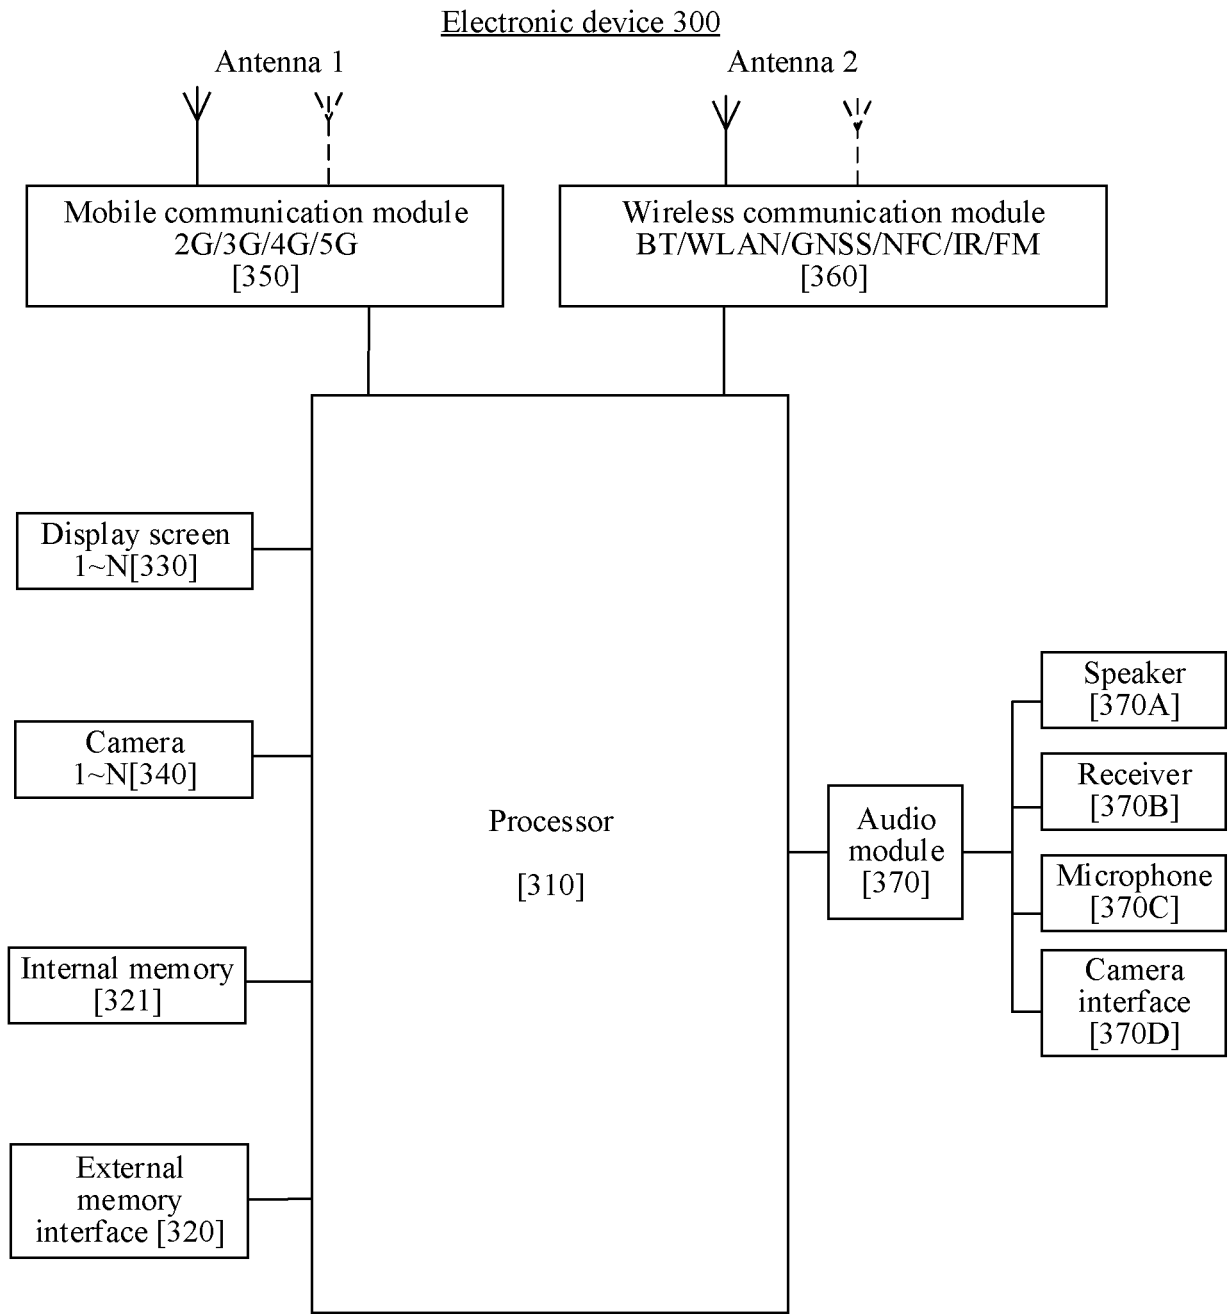 Electronic device 300
Antenna 1
Antenna 2
Mobile communication module
2G/3G/4G/5G
[350]
Wireless communication module
BT/WLAN/GNSS/NFC/IR/FM
[360]
Display screen
1~N[330]
Camera
1~N[340]
Internal memory
[321]
External
memory
interface [320]
Processor
[310]
Audio
module
[370]
Speaker
[370A]
Receiver
[370B]
Microphone
[370C]
Camera
interface
[370D]